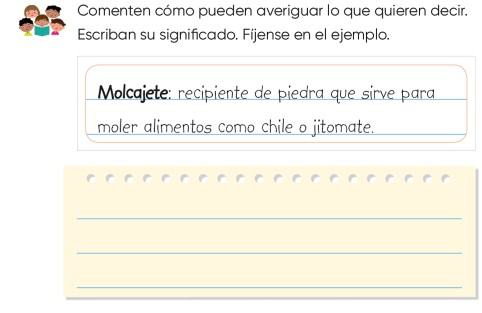 Comenten cómo pueden averiguar lo que quieren decir.
Escriban su significado. Fíjense en el ejemplo.
Molcajete: recipiente de piedra que sirve para
moler alimentos como chile o jitomate.